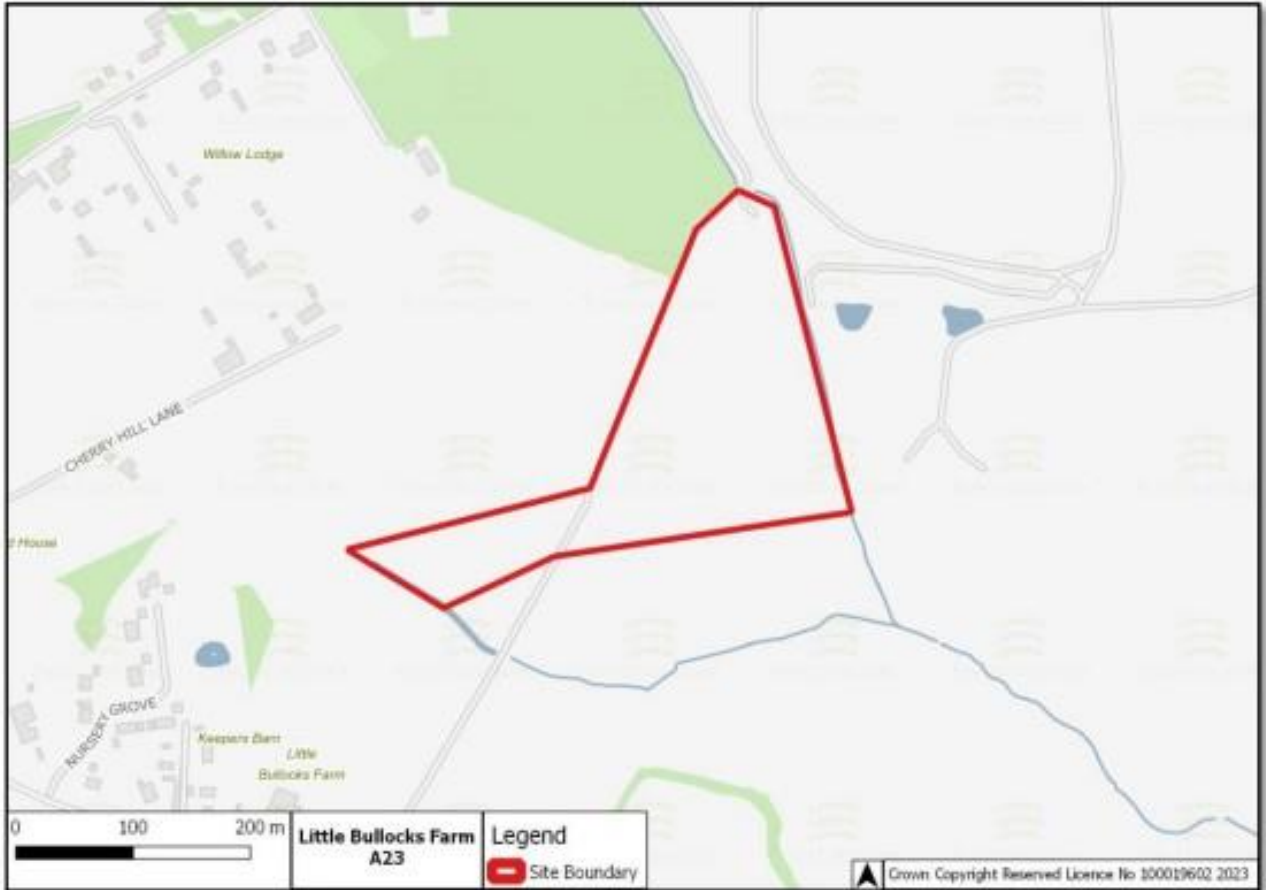 Willow Lodge
CHERRY HILL LANE
d House
NURSERY GROVE
Keepers Barn
Little
Bullocks Farm
0 100 200 m
Little Bullocks Farm
A23
Legend
Site Boundary
Crown Copyright Reserved Licence No 100019602 2023